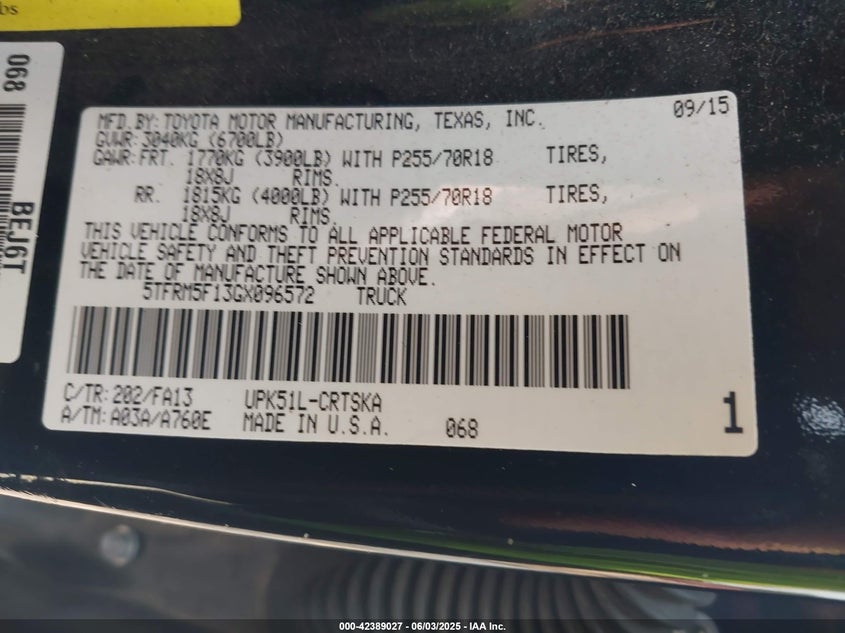 bs
068
BEJ6T
MFD.BY:TOYOTA MOTOR MANUFACTURING, TEXAS, INC. 09/15
GVWR:3040KG (6700LB)
GAWR:FRT. 1770KG (3900LB) WITH P255/70R18 TIRES,
18X8J RIMS.
RR. 1815KG (4000LB) WITH P255/70R18 TIRES,
18X8J RIMS.
THIS VEHICLE CONFORMS TO ALL APPLICABLE FEDERAL MOTOR
VEHICLE SAFETY AND THEFT PREVENTION STANDARDS IN EFFECT ON
THE DATE OF MANUFACTURE SHOWN ABOVE.
5TFRM5F13GX096572 TRUCK
C/TR:202/FA13 UPK51L-CRTSKA
A/TM:A03A/A760E MADE IN U.S.A. 068 1
000-42389027 - 06/03/2025 - IAA Inc.